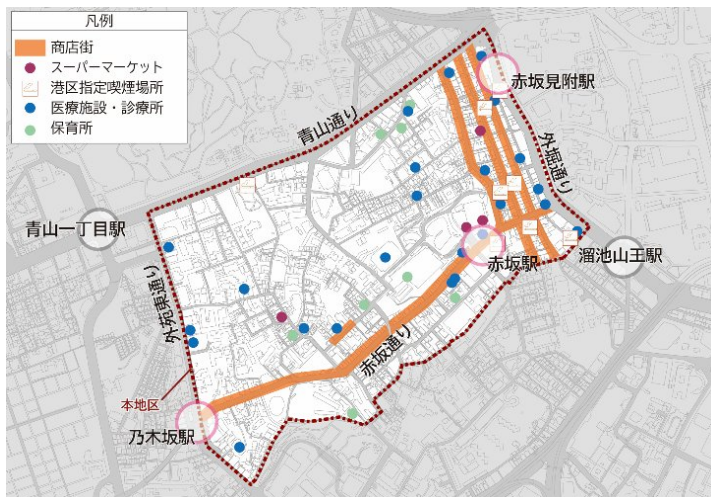 凡例
商店街
スーパーマーケット
港区指定喫煙場所
医療施設・診療所
保育所
赤坂見附駅
青山通り
外堀通り
青山一丁目駅
赤坂駅
溜池山王駅
外苑東通り
赤坂通り
本地区
乃木坂駅